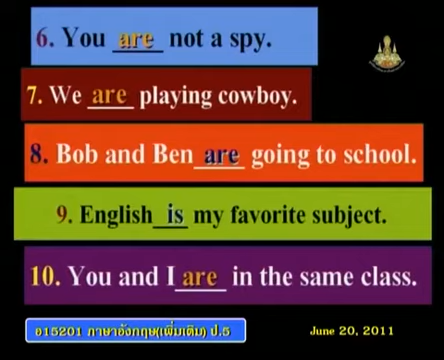 6. You are not a spy.
7. We are playing cowboy.
8. Bob and Ben are going to school.
9. English is my favorite subject.
10. You and I are in the same class.
อ15201 ภาษาอังกฤษ(เพิ่มเติม) ป.5
June 20, 2011